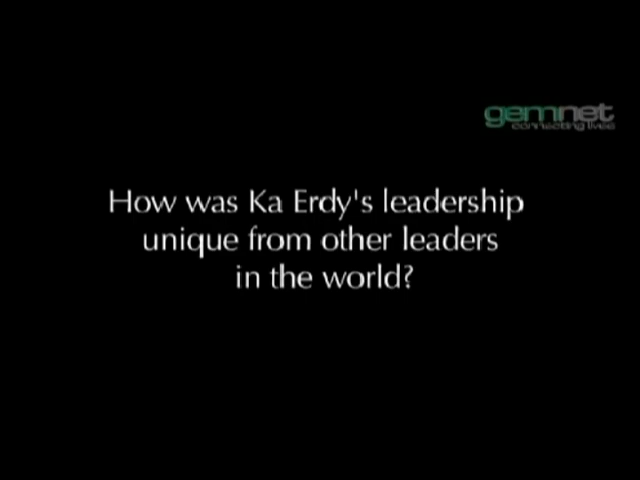 gemnet
connecting lives
How was Ka Erdy's leadership
unique from other leaders
in the world?